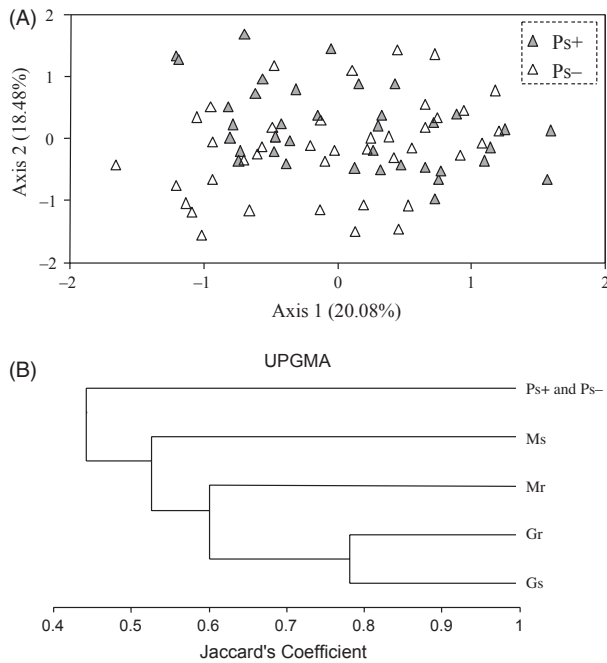 (A)
2
1
0
−1
−2
Axis 2 (18.48%)
Ps+
Ps−
−2
−1
0
1
2
Axis 1 (20.08%)
(B)
UPGMA
Ps+ and Ps−
Ms
Mr
Gr
Gs
0.4
0.5
0.6
0.7
0.8
0.9
1
Jaccard's Coefficient